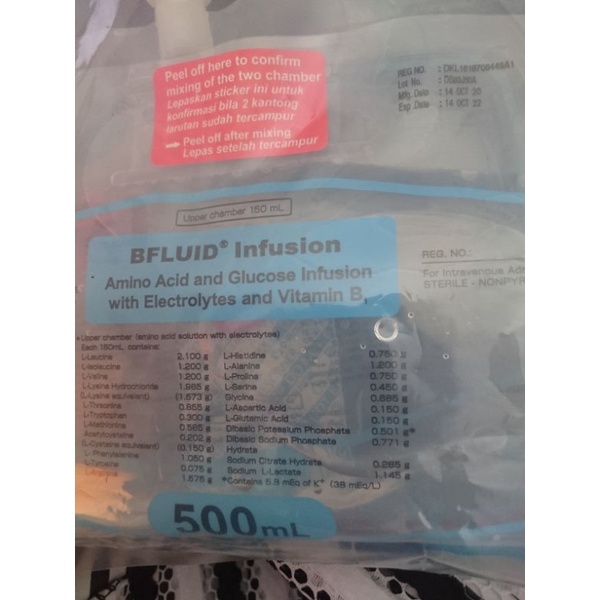 Peel off here to confirm
mixing of the two chamber
Lepaskan sticker ini untuk
konfirmasi bila 2 kantong
larutan sudah tercampur
Peel off after mixing
Lepas setelah tercampur
REG NO. :
Lot No. :
Mfg. Date : 14 OCT 20
Exp. Date : 14 OCT 22
Upper chamber 150 mL
BFLUID® Infusion
Amino Acid and Glucose Infusion
with Electrolytes and Vitamin B1
REG. NO.:
For Intravenous
STERILE - NONPYR
Upper chamber (amino acid solution with electrolytes)
Each 150mL contains:
L-Leucine 2.100 g
L-Isoleucine 1.200 g
L-Valine 1.200 g
L-Lysine Hydrochloride 1.965 g
(L-Lysine equivalent) (1.573 g)
L-Threonine 0.855 g
L-Tryptophan 0.300 g
L-Methionine 0.585 g
Acetylcysteine 0.202 g
(L-Cysteine equivalent) (0.150 g)
L-Phenylalanine 1.050 g
L-Tyrosine 0.075 g
1.575 g
L-Histidine 0.750 g
L-Alanine 1.200 g
L-Proline 0.750 g
L-Serine 0.450 g
Glycine 0.885 g
L-Aspartic Acid 0.150 g
L-Glutamic Acid 0.150 g
Dibasic Potassium Phosphate 0.501 g*
Dibasic Sodium Phosphate 0.771 g
Hydrate
Sodium Citrate Hydrate 0.285 g
Sodium L-Lactate 1.145 g
*Contains 5.8 mEq of K+ (38 mEq/L)
500mL